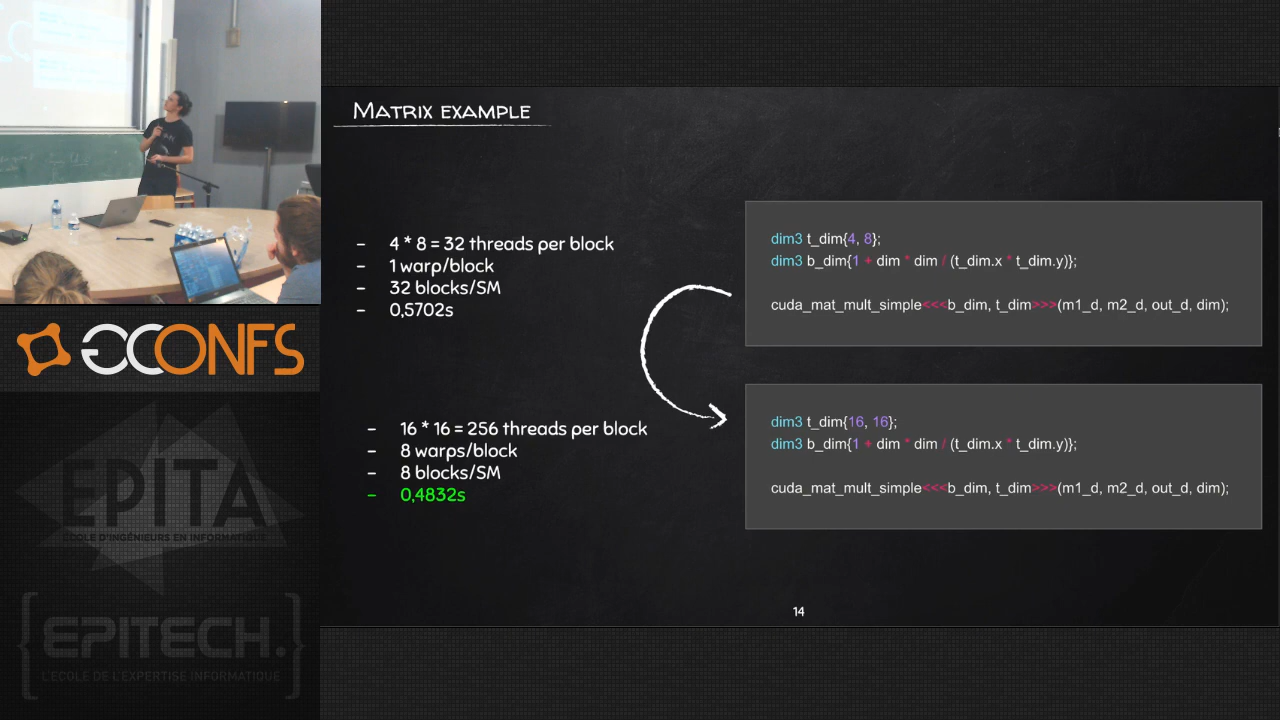 MATRIX EXAMPLE
- 4 * 8 = 32 threads per block
- 1 warp/block
- 32 blocks/SM
- 0,5702s
dim3 t_dim{4, 8};
dim3 b_dim{1 + dim * dim / (t_dim.x * t_dim.y)};
cuda_mat_mult_simple<<<b_dim, t_dim>>>(m1_d, m2_d, out_d, dim);
- 16 * 16 = 256 threads per block
- 8 warps/block
- 8 blocks/SM
- 0,4832s
dim3 t_dim{16, 16};
dim3 b_dim{1 + dim * dim / (t_dim.x * t_dim.y)};
cuda_mat_mult_simple<<<b_dim, t_dim>>>(m1_d, m2_d, out_d, dim);
14
GCONFS
EPITA
ÉCOLE D'INGÉNIEURS EN INFORMATIQUE
{EPITECH.}
L'ECOLE DE L'EXPERTISE INFORMATIQUE